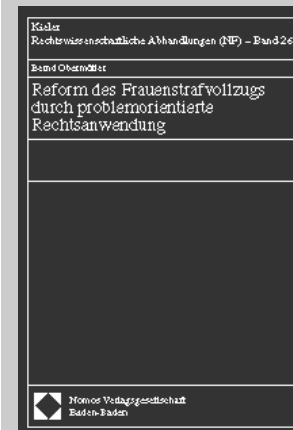 Kieler
Rechtswissenschaftliche Abhandlungen (NF) – Band 26
Bernd Obermöller
Reform des Frauenstrafvollzugs
durch problemorientierte
Rechtsanwendung
Nomos Verlagsgesellschaft
Baden-Baden